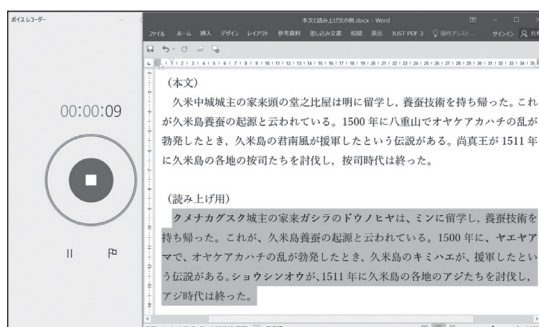 ボイスレコーダー
本文と読み上げ文の例.docx - Word
ファイル ホーム 挿入 デザイン レイアウト 参考資料 差し込み文書 校閲 表示 JUST PDF 3 操作アシスト... サインイン
00:00:09
（本文）
久米中城城主の家来頭の堂之比屋は明に留学し，養蚕技術を持ち帰った。これ
が久米島養蚕の起源と云われている。1500 年に八重山でオヤケアカハチの乱が
勃発したとき，久米島の君南風が援軍したという伝説がある。尚真王が 1511 年
に久米島の各地の按司たちを討伐し，按司時代は終った。
（読み上げ用）
クメナカグスク城主の家来ガシラのドウノヒヤは、ミンに留学し，養蚕技術を
持ち帰った。これが、久米島養蚕の起源と云われている。1500 年に、ヤエヤア
マで、オヤケアカハチの乱が勃発したとき，久米島のキミハエが、援軍したとい
う伝説がある。ショウシンオウが、1511 年に久米島の各地のアジたちを討伐し，
アジ時代は終った。